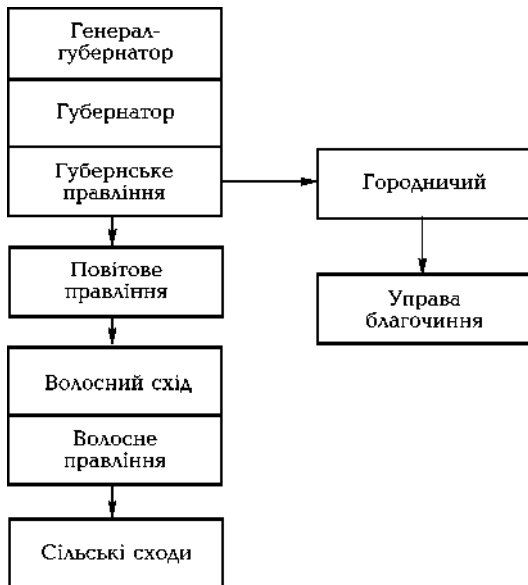 Генерал-
губернатор
Губернатор
Губернське
правління
Городничий
Повітове
правління
Управа
благочиння
Волосний схід
Волосне
правління
Сільські сходи